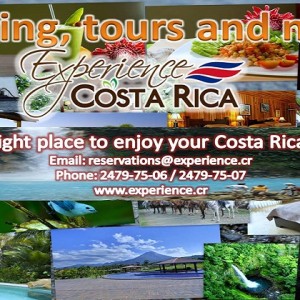 ing, tours and m
Experience
COSTA RICA
ight place to enjoy your Costa Rica
Email: reservations@experience.cr
Phone: 2479-75-06 / 2479-75-07
www.experience.cr